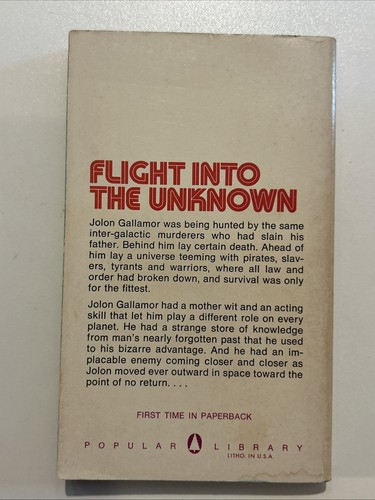 FLIGHT INTO
THE UNKNOWN
Jolon Gallamor was being hunted by the same
inter-galactic murderers who had slain his
father. Behind him lay certain death. Ahead of
him lay a universe teeming with pirates, slav-
ers, tyrants and warriors, where all law and
order had broken down, and survival was only
for the fittest.
Jolon Gallamor had a mother wit and an acting
skill that let him play a different role on every
planet. He had a strange store of knowledge
from man's nearly forgotten past that he used
to his bizarre advantage. And he had an im-
placable enemy coming closer and closer as
Jolon moved ever outward in space toward the
point of no return. . . .
FIRST TIME IN PAPERBACK
POPULAR LIBRARY
LITHO. IN U.S.A.